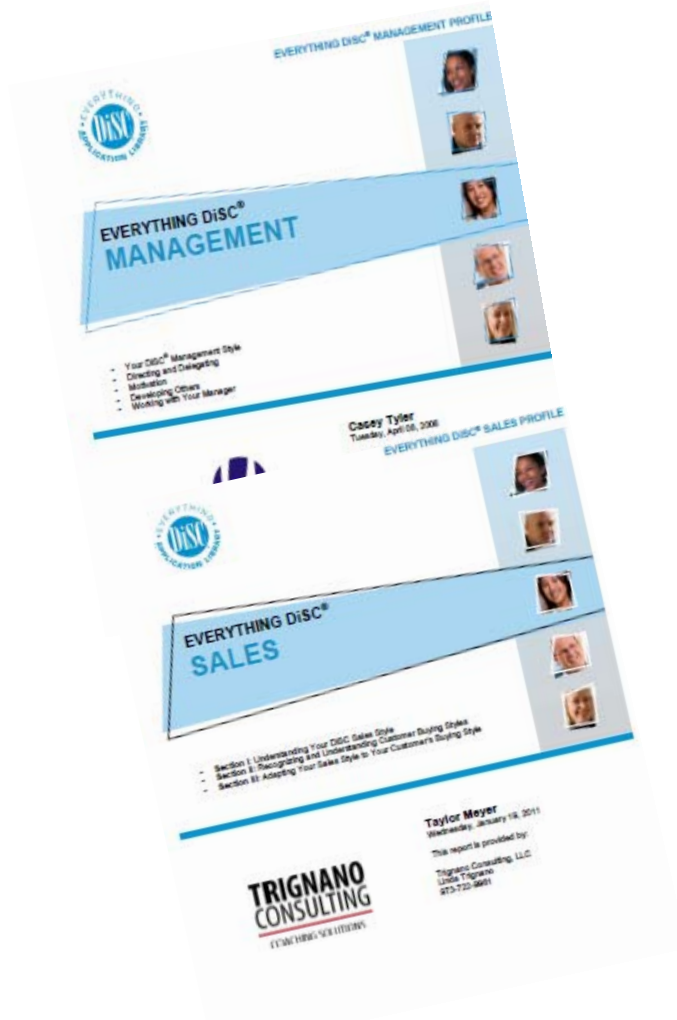 EVERYTHING DiSC® MANAGEMENT PROFILE
EVERYTHING
DiSC
APPLICATION LIBRARY
EVERYTHING DiSC®
MANAGEMENT
- Your DiSC® Management Style
- Directing and Delegating
- Motivation
- Developing Others
- Working with Your Manager
Casey Tyler
Tuesday, April 08, 2008
EVERYTHING DiSC® SALES PROFILE
EVERYTHING
DiSC
APPLICATION LIBRARY
EVERYTHING DiSC®
SALES
- Section I: Understanding Your DiSC Sales Style
- Section II: Recognizing and Understanding Customer Buying Styles
- Section III: Adapting Your Sales Style to Your Customer's Buying Style
Taylor Meyer
Wednesday, January 19, 2011
This report is provided by:
Trignano Consulting, LLC
Linda Trignano
TRIGNANO
CONSULTING
COACHING SOLUTIONS